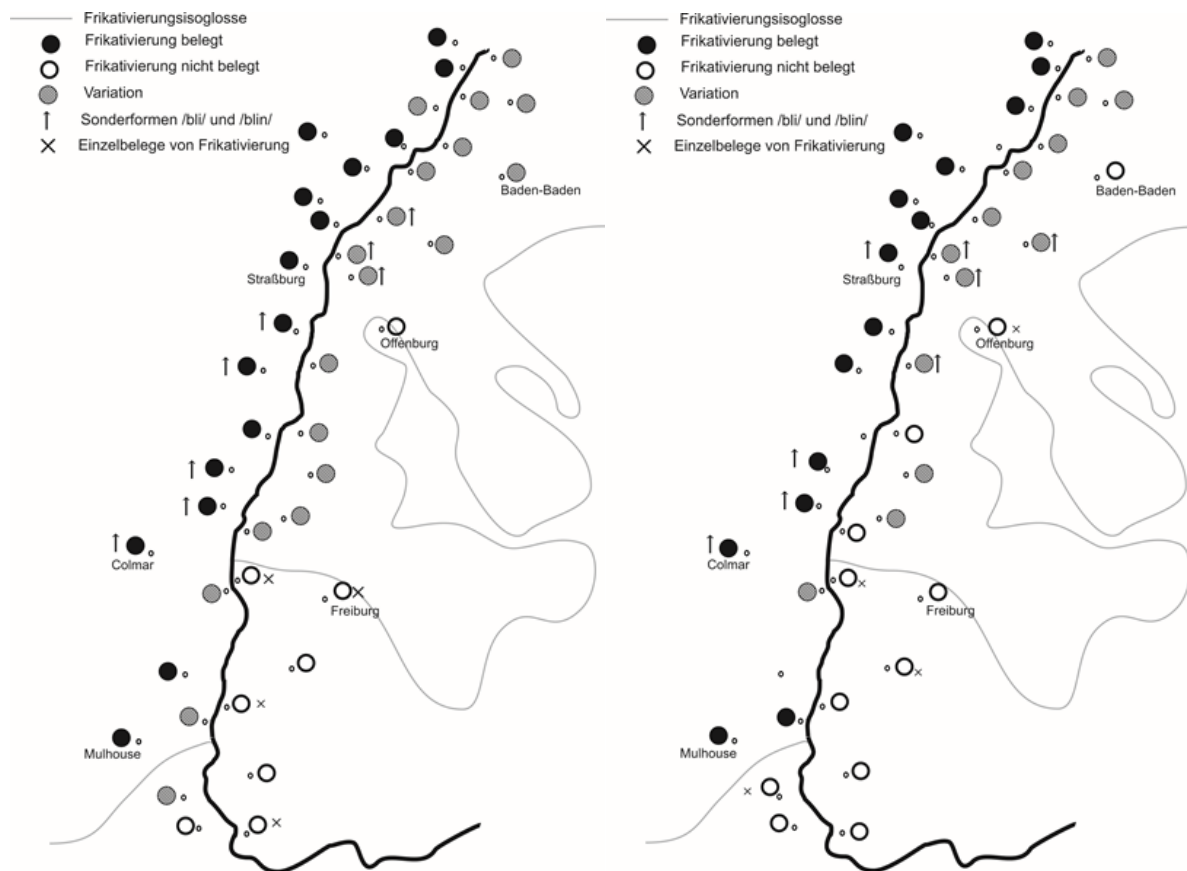 Frikativierungsisoglosse
Frikativierung belegt
Frikativierung nicht belegt
Variation
Sonderformen /bli/ und /blin/
Einzelbelege von Frikativierung
Baden-Baden
Straßburg
Offenburg
Colmar
Freiburg
Mulhouse
Frikativierungsisoglosse
Frikativierung belegt
Frikativierung nicht belegt
Variation
Sonderformen /bli/ und /blin/
Einzelbelege von Frikativierung
Baden-Baden
Straßburg
Offenburg
Colmar
Freiburg
Mulhouse